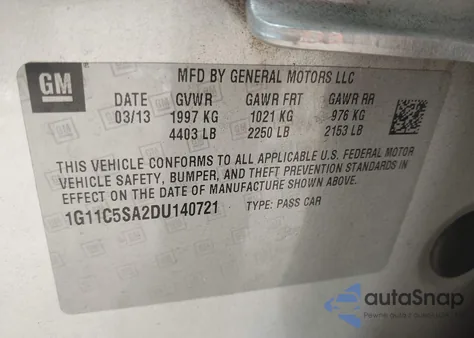 GM
MFD BY GENERAL MOTORS LLC
DATE GVWR GAWR FRT GAWR RR
03/13 1997 KG 1021 KG 976 KG
4403 LB 2250 LB 2153 LB
THIS VEHICLE CONFORMS TO ALL APPLICABLE U.S. FEDERAL MOTOR
VEHICLE SAFETY, BUMPER, AND THEFT PREVENTION STANDARDS IN
EFFECT ON THE DATE OF MANUFACTURE SHOWN ABOVE.
1G11C5SA2DU140721 TYPE: PASS CAR
autoSnap